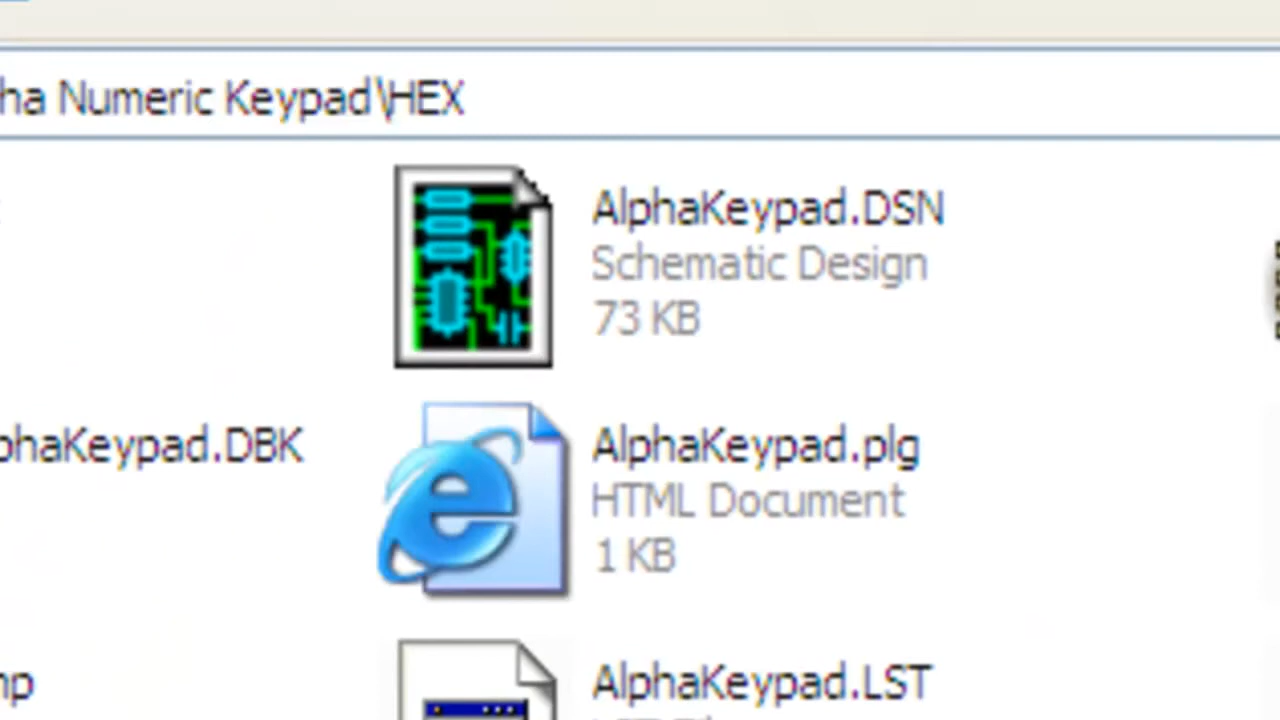 ha Numeric Keypad\HEX
AlphaKeypad.DSN
Schematic Design
73 KB
phaKeypad.DBK
AlphaKeypad.plg
HTML Document
1 KB
mp
AlphaKeypad.LST